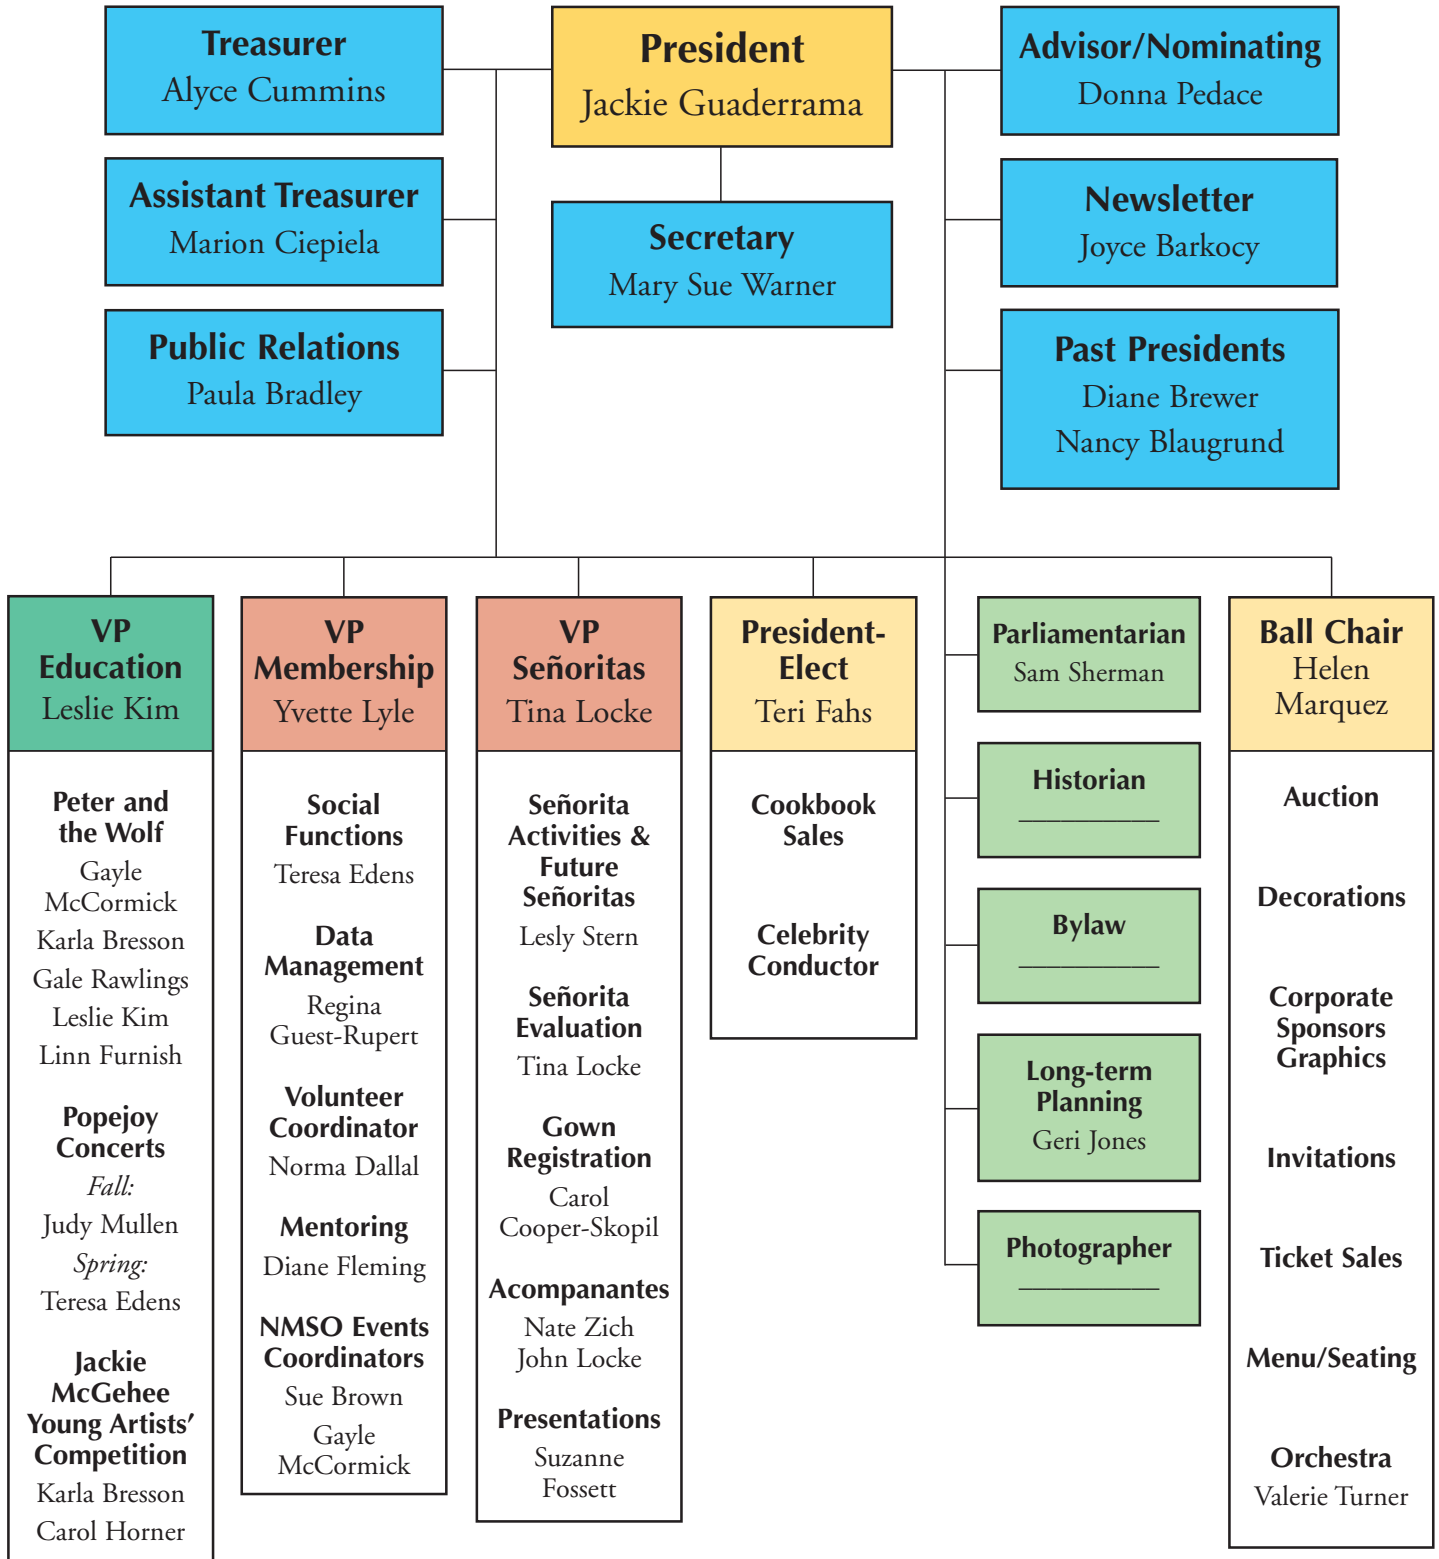 Treasurer
Alyce Cummins
President
Jackie Guaderrama
Advisor/Nominating
Donna Pedace
Assistant Treasurer
Marion Ciepiela
Secretary
Mary Sue Warner
Newsletter
Joyce Barkocy
Public Relations
Paula Bradley
Past Presidents
Diane Brewer
Nancy Blaugrund
VP
Education
Leslie Kim
Peter and
the Wolf
Gayle
McCormick
Karla Bresson
Gale Rawlings
Leslie Kim
Linn Furnish
Popejoy
Concerts
Fall:
Judy Mullen
Spring:
Teresa Edens
Jackie
McGehee
Young Artists’
Competition
Karla Bresson
Carol Horner
VP
Membership
Yvette Lyle
Social
Functions
Teresa Edens
Data
Management
Regina
Guest-Rupert
Volunteer
Coordinator
Norma Dallal
Mentoring
Diane Fleming
NMSO Events
Coordinators
Sue Brown
Gayle
McCormick
VP
Señoritas
Tina Locke
Señorita
Activities &
Future
Señoritas
Lesly Stern
Señorita
Evaluation
Tina Locke
Gown
Registration
Carol
Cooper-Skopil
Acompanantes
Nate Zich
John Locke
Presentations
Suzanne
Fossett
President-
Elect
Teri Fahs
Cookbook
Sales
Celebrity
Conductor
Parliamentarian
Sam Sherman
Historian
__________
Bylaw
__________
Long-term
Planning
Geri Jones
Photographer
__________
Ball Chair
Helen
Marquez
Auction
Decorations
Corporate
Sponsors
Graphics
Invitations
Ticket Sales
Menu/Seating
Orchestra
Valerie Turner